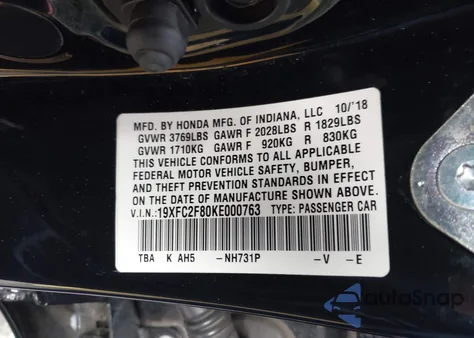 MFD. BY HONDA MFG. OF INDIANA, LLC 10/'18
GVWR 3769LBS GAWR F 2028LBS R 1829LBS
GVWR 1710KG GAWR F 920KG R 830KG
THIS VEHICLE CONFORMS TO ALL APPLICABLE
FEDERAL MOTOR VEHICLE SAFETY, BUMPER,
AND THEFT PREVENTION STANDARDS IN EFFECT
ON THE DATE OF MANUFACTURE SHOWN ABOVE.
V.I.N.:19XFC2F80KE000763 TYPE: PASSENGER CAR
TBA K AH5 -NH731P -V -E
autoSnap